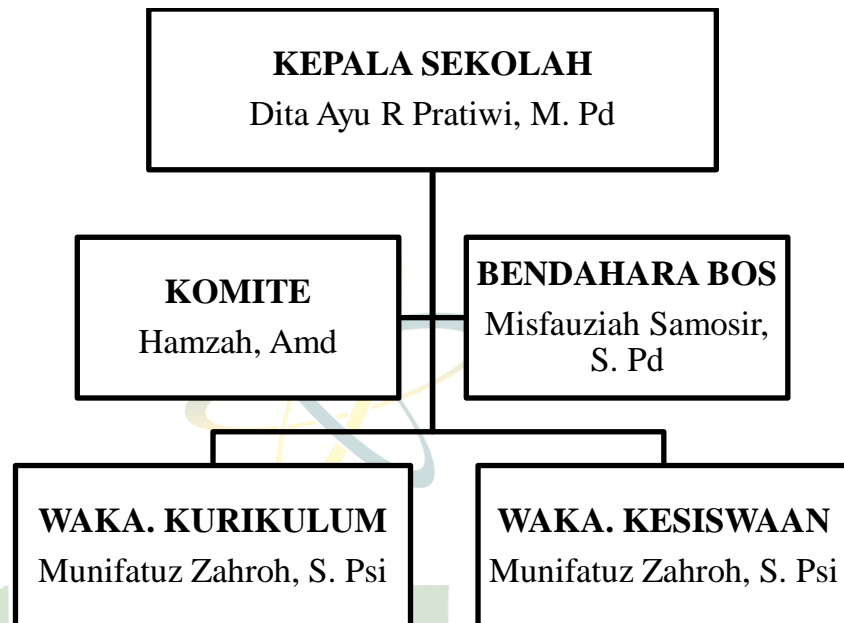 KEPALA SEKOLAH
Dita Ayu R Pratiwi, M. Pd
KOMITE
Hamzah, Amd
BENDAHARA BOS
Misfauziah Samosir,
S. Pd
WAKA. KURIKULUM
Munifatuz Zahroh, S. Psi
WAKA. KESISWAAN
Munifatuz Zahroh, S. Psi